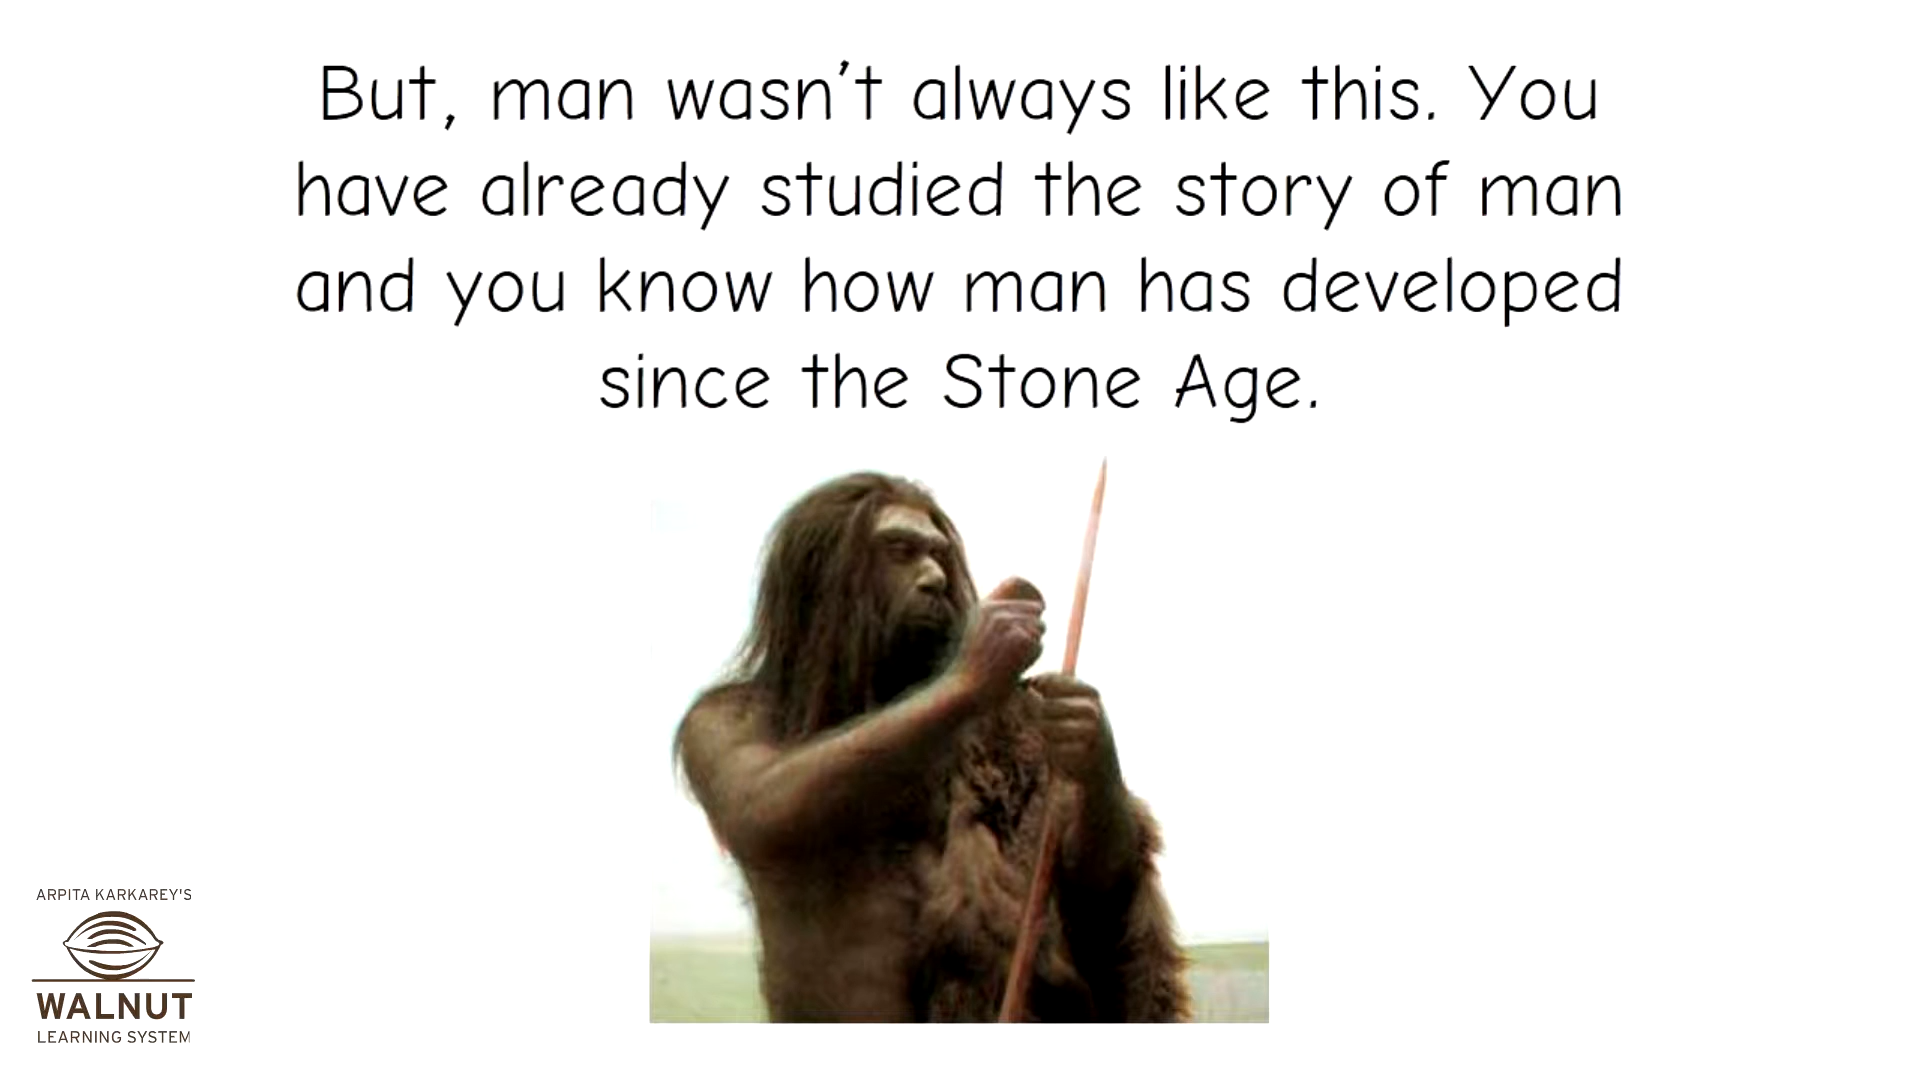 But, man wasn't always like this. You
have already studied the story of man
and you know how man has developed
since the Stone Age.
ARPITA KARKAREY'S
WALNUT
LEARNING SYSTEM